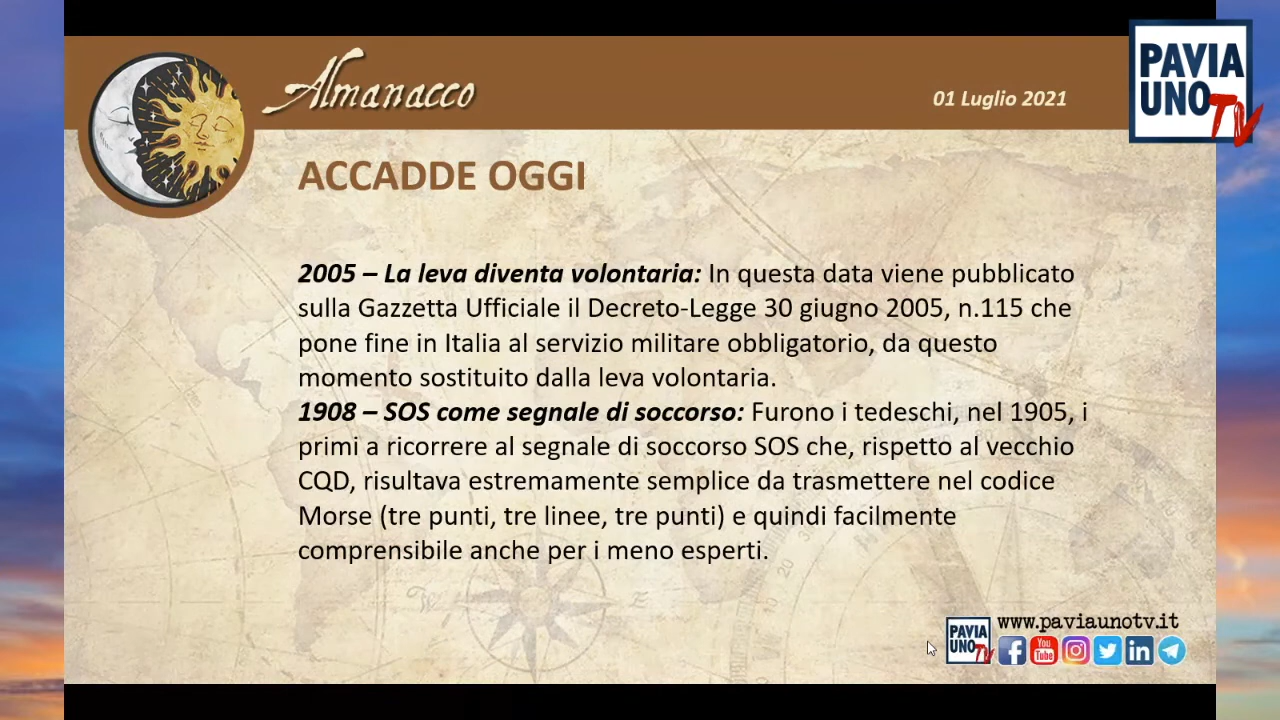 Almanacco
01 Luglio 2021
PAVIA
UNO TV
ACCADDE OGGI
2005 – La leva diventa volontaria: In questa data viene pubblicato
sulla Gazzetta Ufficiale il Decreto-Legge 30 giugno 2005, n.115 che
pone fine in Italia al servizio militare obbligatorio, da questo
momento sostituito dalla leva volontaria.
1908 – SOS come segnale di soccorso: Furono i tedeschi, nel 1905, i
primi a ricorrere al segnale di soccorso SOS che, rispetto al vecchio
CQD, risultava estremamente semplice da trasmettere nel codice
Morse (tre punti, tre linee, tre punti) e quindi facilmente
comprensibile anche per i meno esperti.
W E
20
10
PAVIA
UNO TV
www.paviaunotv.it
You
Tube